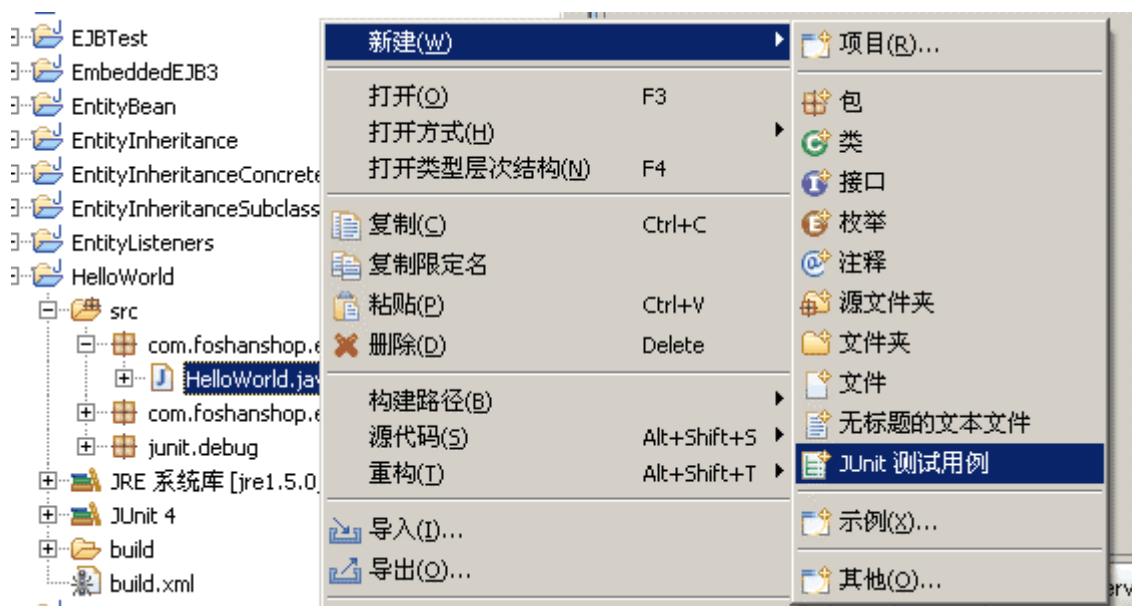 EJBTest
EmbeddedEJB3
EntityBean
EntityInheritance
EntityInheritanceConcrete
EntityInheritanceSubclass
EntityListeners
HelloWorld
src
com.foshanshop.e
HelloWorld.jav
com.foshanshop.e
junit.debug
JRE 系统库 [jre1.5.0_
JUnit 4
build
build.xml
新建(W)
打开(O) F3
打开方式(H)
打开类型层次结构(N) F4
复制(C) Ctrl+C
复制限定名
粘贴(P) Ctrl+V
删除(D) Delete
构建路径(B)
源代码(S) Alt+Shift+S
重构(T) Alt+Shift+T
导入(I)...
导出(O)...
项目(R)...
包
类
接口
枚举
注释
源文件夹
文件夹
文件
无标题的文本文件
JUnit 测试用例
示例(X)...
其他(O)...
erv